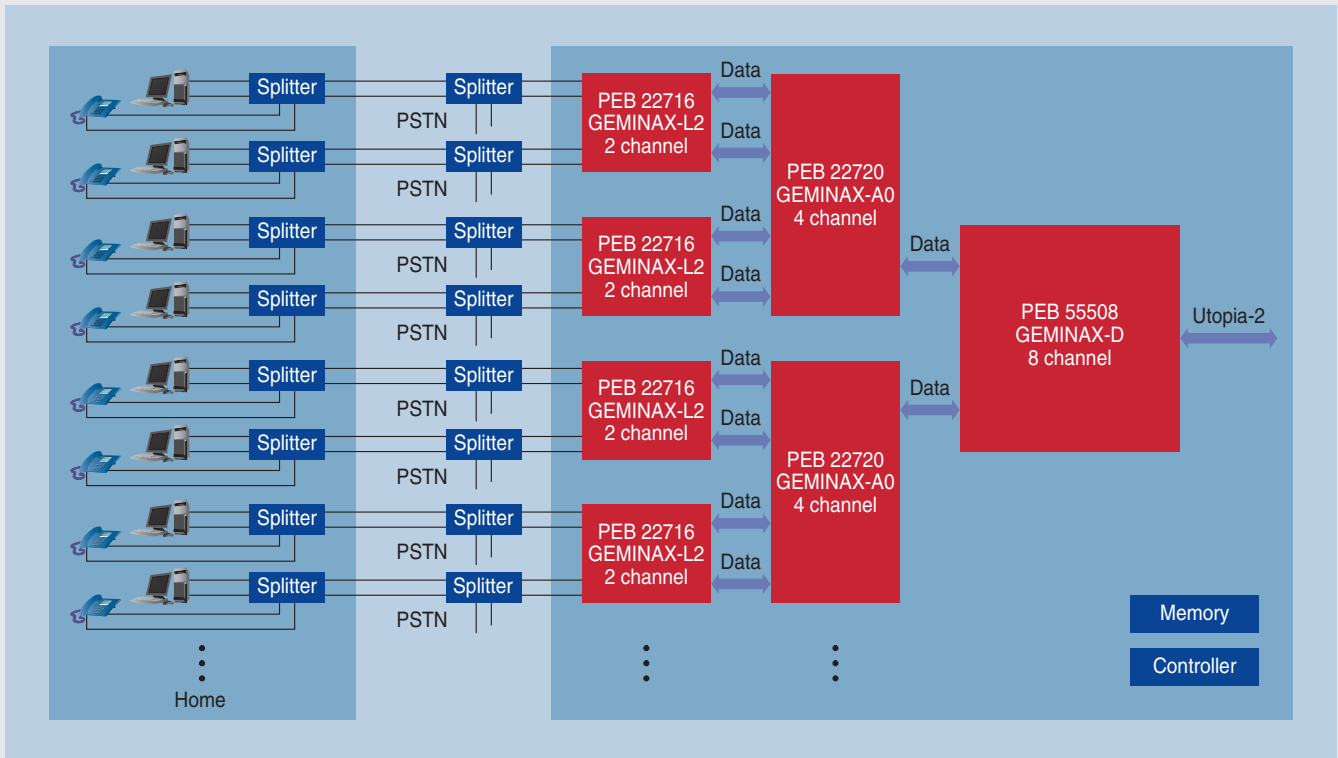 Splitter
Splitter
PSTN
Splitter
Splitter
PSTN
Splitter
Splitter
PSTN
Splitter
Splitter
PSTN
Splitter
Splitter
PSTN
Splitter
Splitter
PSTN
Splitter
Splitter
PSTN
Splitter
Splitter
PSTN
Home
PEB 22716
GEMINAX-L2
2 channel
PEB 22716
GEMINAX-L2
2 channel
PEB 22716
GEMINAX-L2
2 channel
PEB 22716
GEMINAX-L2
2 channel
Data
Data
Data
Data
Data
Data
Data
Data
PEB 22720
GEMINAX-A0
4 channel
PEB 22720
GEMINAX-A0
4 channel
Data
Data
PEB 55508
GEMINAX-D
8 channel
Utopia-2
Memory
Controller